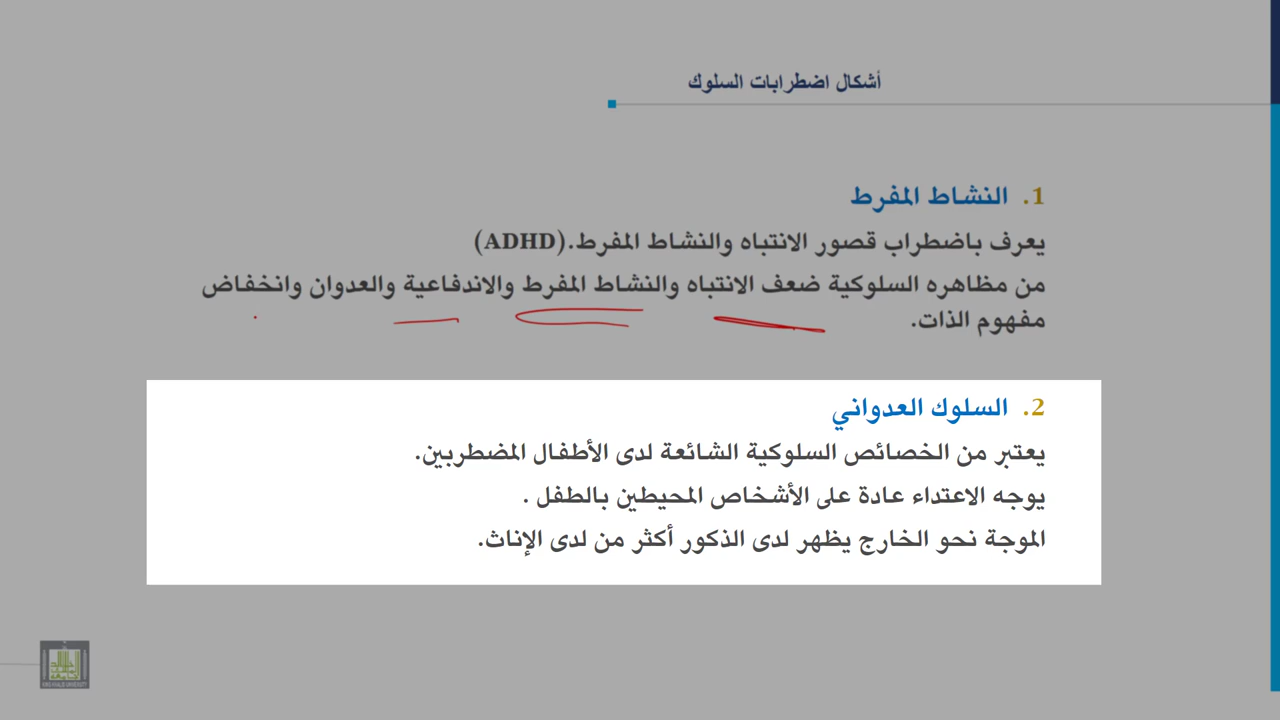 أشكال اضطرابات السلوك
1. النشاط المفرط
يعرف باضطراب قصور الانتباه والنشاط المفرط.(ADHD)
من مظاهره السلوكية ضعف الانتباه والنشاط المفرط والاندفاعية والعدوان وانخفاض
مفهوم الذات.
2. السلوك العدواني
يعتبر من الخصائص السلوكية الشائعة لدى الأطفال المضطربين.
يوجه الاعتداء عادة على الأشخاص المحيطين بالطفل .
الموجة نحو الخارج يظهر لدى الذكور أكثر من لدى الإناث.